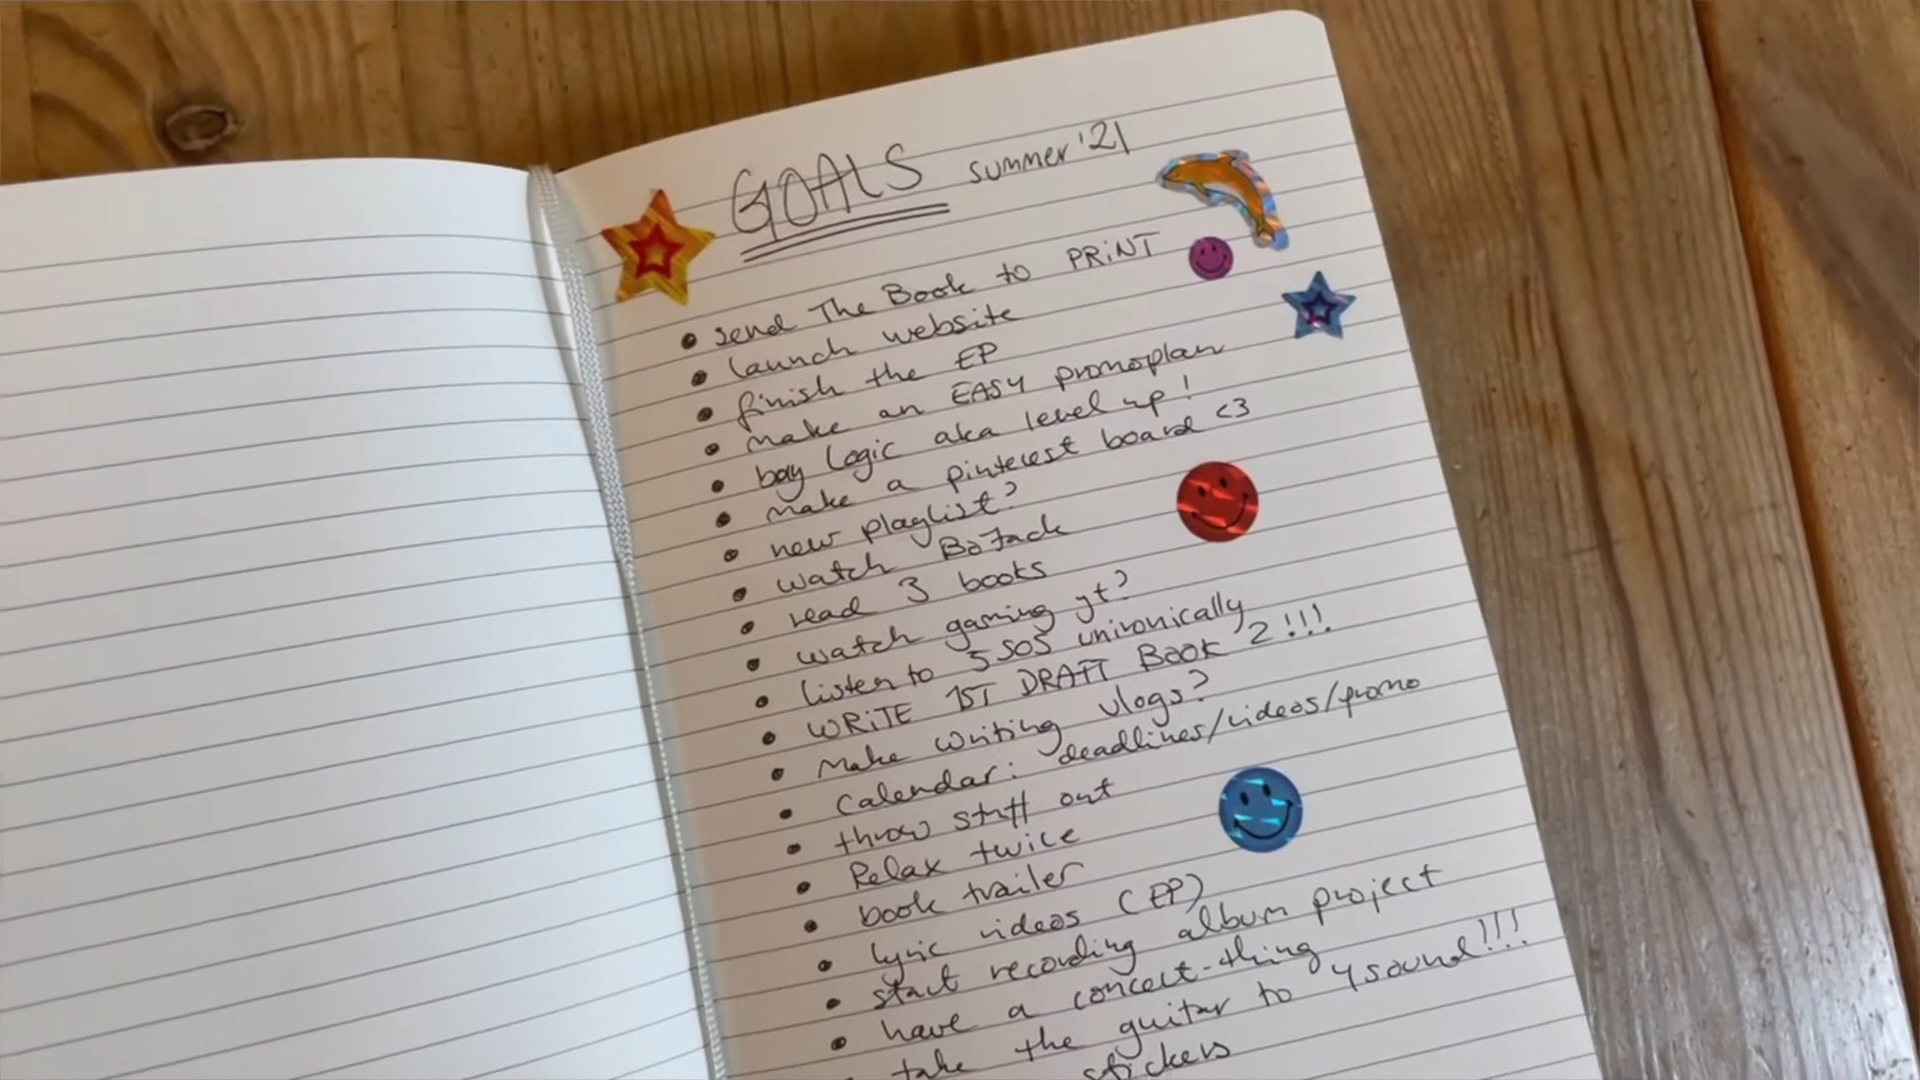 GOALS summer '21
• send The Book to PRiNT
• launch website
• finish the EP
• make an EASY promoplan
• bay Logic aka level up!
• make a pinterest board <3
• new playlist?
• watch BoJack
• read 3 books
• watch gaming yt?
• listen to 5SOS unironically
• WRiTE 1ST DRAFT BOOK 2!!!
• make writing vlogs?
• Calendar: deadlines/videos/promo
• throw stuff out
• Relax twice
• book trailer
• lyric videos (EP)
• start recording album project
• have a concert-thing
• take the guitar to 4sound!!!
stickers